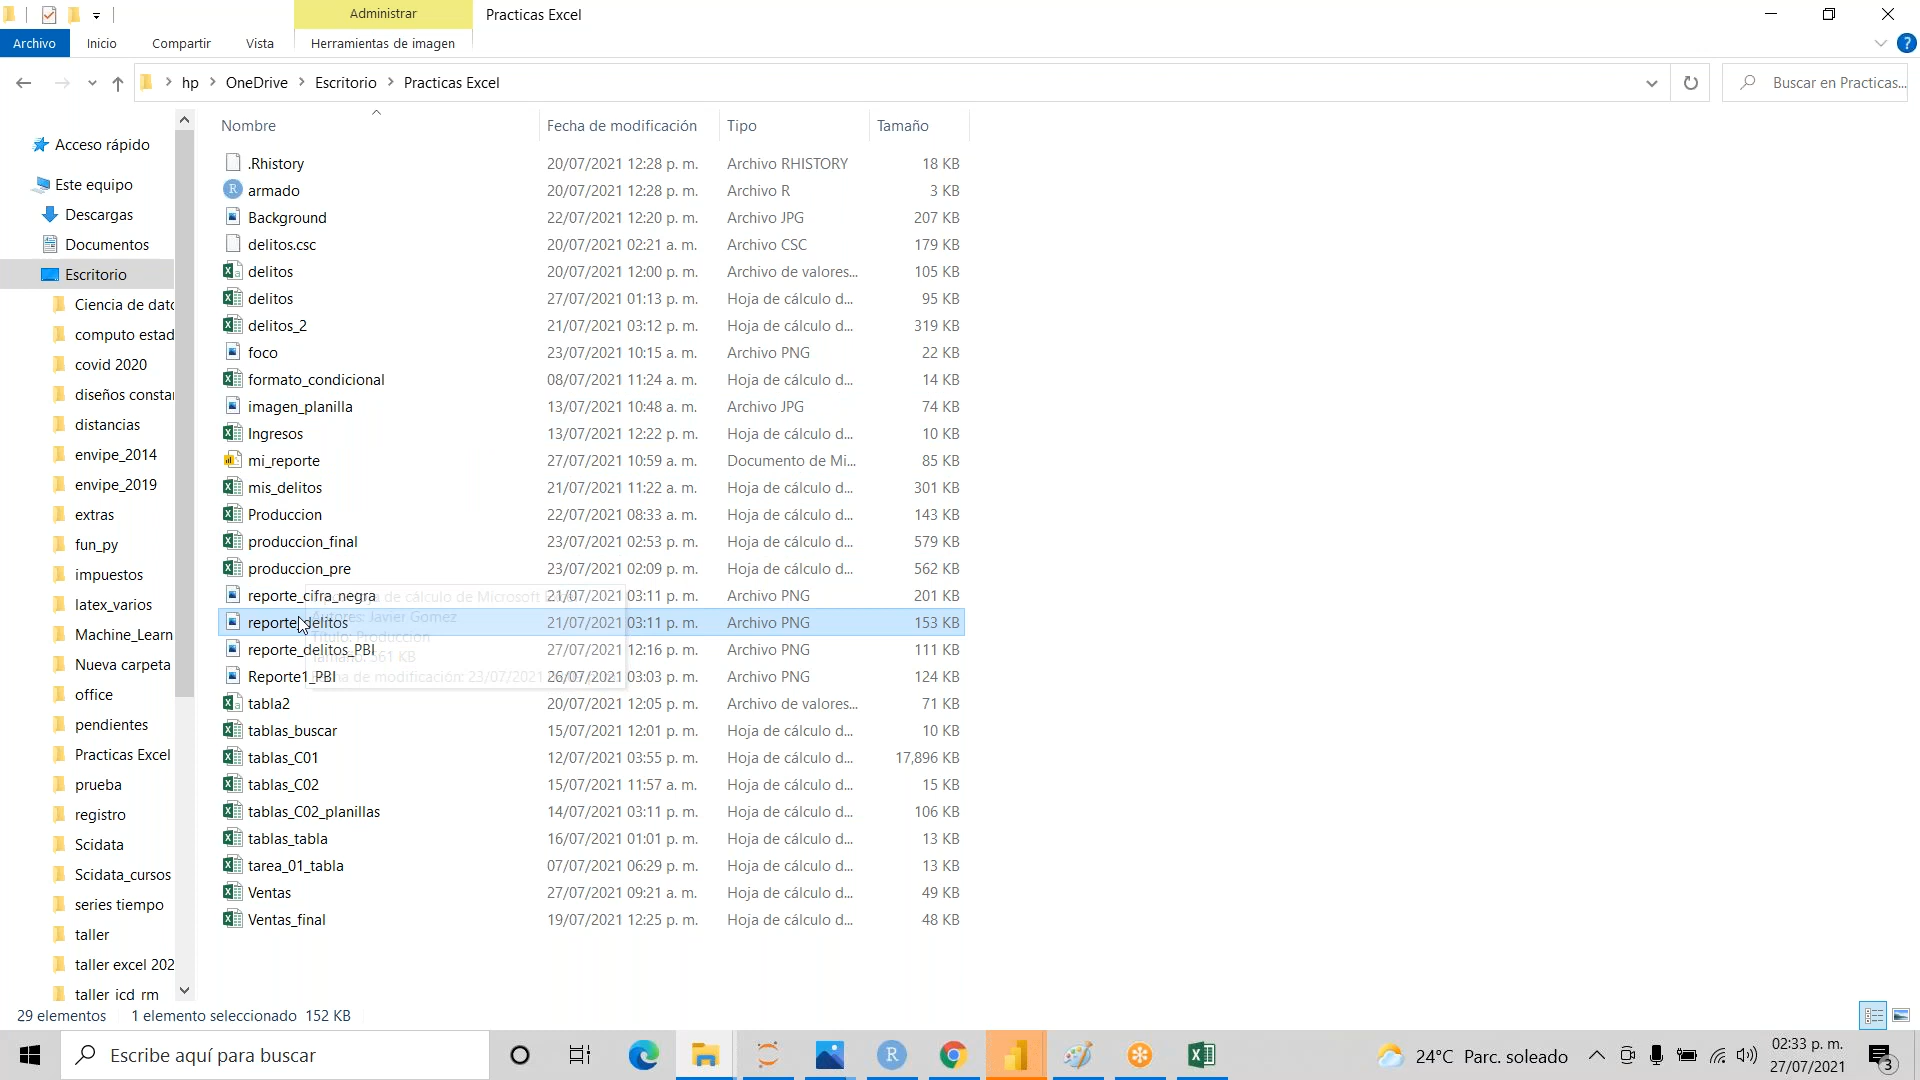 Administrar
Practicas Excel
Archivo
Inicio
Compartir
Vista
Herramientas de imagen
hp
OneDrive
Escritorio
Practicas Excel
Buscar en Practicas...
Acceso rápido
Este equipo
Descargas
Documentos
Escritorio
Ciencia de dato
computo estad
covid 2020
diseños constar
distancias
envipe_2014
envipe_2019
extras
fun_py
impuestos
latex_varios
Machine_Learn
Nueva carpeta
office
pendientes
Practicas Excel
prueba
registro
Scidata
Scidata_cursos
series tiempo
taller
taller excel 202
taller icd rm
Nombre Fecha de modificación Tipo Tamaño
.Rhistory 20/07/2021 12:28 p. m. Archivo RHISTORY 18 KB
armado 20/07/2021 12:28 p. m. Archivo R 3 KB
Background 22/07/2021 12:20 p. m. Archivo JPG 207 KB
delitos.csc 20/07/2021 02:21 a. m. Archivo CSC 179 KB
delitos 20/07/2021 12:00 p. m. Archivo de valores... 105 KB
delitos 27/07/2021 01:13 p. m. Hoja de cálculo d... 95 KB
delitos_2 21/07/2021 03:12 p. m. Hoja de cálculo d... 319 KB
foco 23/07/2021 10:15 a. m. Archivo PNG 22 KB
formato_condicional 08/07/2021 11:24 a. m. Hoja de cálculo d... 14 KB
imagen_planilla 13/07/2021 10:48 a. m. Archivo JPG 74 KB
Ingresos 13/07/2021 12:22 p. m. Hoja de cálculo d... 10 KB
mi_reporte 27/07/2021 10:59 a. m. Documento de Mi... 85 KB
mis_delitos 21/07/2021 11:22 a. m. Hoja de cálculo d... 301 KB
Produccion 22/07/2021 08:33 a. m. Hoja de cálculo d... 143 KB
produccion_final 23/07/2021 02:53 p. m. Hoja de cálculo d... 579 KB
produccion_pre 23/07/2021 02:09 p. m. Hoja de cálculo d... 562 KB
reporte_cifra_negra 21/07/2021 03:11 p. m. Archivo PNG 201 KB
reporte_delitos 21/07/2021 03:11 p. m. Archivo PNG 153 KB
reporte_delitos_PBI 27/07/2021 12:16 p. m. Archivo PNG 111 KB
Reporte1_PBI 26/07/2021 03:03 p. m. Archivo PNG 124 KB
tabla2 20/07/2021 12:05 p. m. Archivo de valores... 71 KB
tablas_buscar 15/07/2021 12:01 p. m. Hoja de cálculo d... 10 KB
tablas_C01 12/07/2021 03:55 p. m. Hoja de cálculo d... 17,896 KB
tablas_C02 15/07/2021 11:57 a. m. Hoja de cálculo d... 15 KB
tablas_C02_planillas 14/07/2021 03:11 p. m. Hoja de cálculo d... 106 KB
tablas_tabla 16/07/2021 01:01 p. m. Hoja de cálculo d... 13 KB
tarea_01_tabla 07/07/2021 06:29 p. m. Hoja de cálculo d... 13 KB
Ventas 27/07/2021 09:21 a. m. Hoja de cálculo d... 49 KB
Ventas_final 19/07/2021 12:25 p. m. Hoja de cálculo d... 48 KB
de cálculo de Microsoft
Autores: Javier Gomez
Título: Produccion
Tamaño: 561 KB
de modificación: 23/07/2021
29 elementos
1 elemento seleccionado 152 KB
Escribe aquí para buscar
24°C Parc. soleado
02:33 p. m.
27/07/2021
3